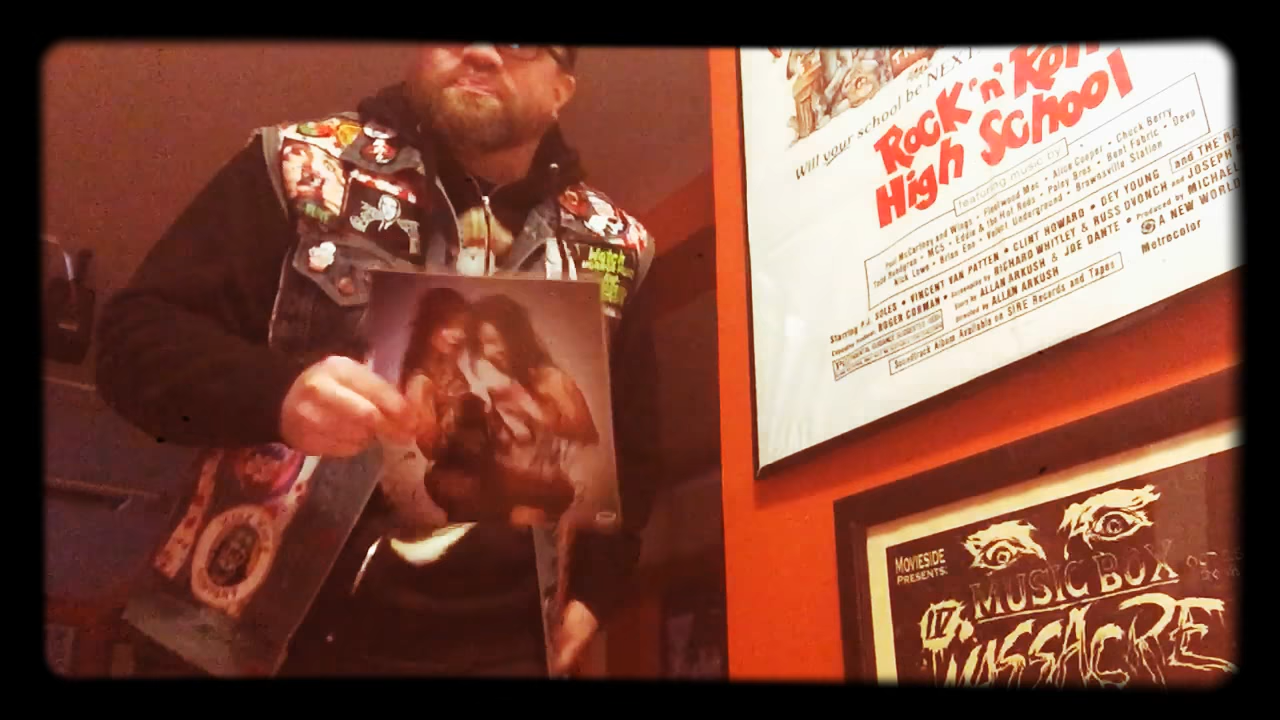 will your school be NEXT
Rock 'n' Roll
High School
featuring music by
Paul McCartney and Wings • Fleetwood Mac • Alice Cooper • Chuck Berry
Todd Rundgren • MC5 • Eddie & the Hot Rods • Paley Bros. • Bent Fabric • Devo
Nick Lowe • Brian Eno • Velvet Underground • Brownsville Station
and THE RA
Starring P.J. SOLES • VINCENT VAN PATTEN • CLINT HOWARD • DEY YOUNG and
ROGER CORMAN • RICHARD WHITLEY & RUSS DVONCH and JOSEPH
Story by ALLAN ARKUSH & JOE DANTE • Produced by MICHAEL
Directed by ALLAN ARKUSH
A NEW WORLD
Metrocolor
Soundtrack Album Available on SIRE Records and Tapes
MOVIESIDE
PRESENTS:
MUSIC BOX
MASSACRE